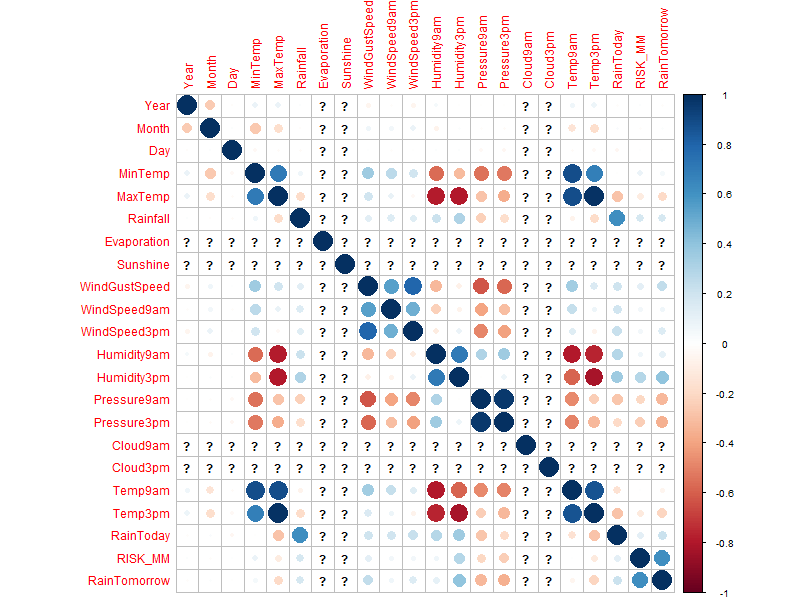 Year
Month
Day
MinTemp
MaxTemp
Rainfall
Evaporation
Sunshine
WindGustSpeed
WindSpeed9am
WindSpeed3pm
Humidity9am
Humidity3pm
Pressure9am
Pressure3pm
Cloud9am
Cloud3pm
Temp9am
Temp3pm
RainToday
RISK_MM
RainTomorrow
Year ? ? ? ?
Month ? ? ? ?
Day ? ? ? ?
MinTemp ? ? ? ?
MaxTemp ? ? ? ?
Rainfall ? ? ? ?
Evaporation ? ? ? ? ? ? ? ? ? ? ? ? ? ? ? ? ? ? ? ? ?
Sunshine ? ? ? ? ? ? ? ? ? ? ? ? ? ? ? ? ? ? ? ? ?
WindGustSpeed ? ? ? ?
WindSpeed9am ? ? ? ?
WindSpeed3pm ? ? ? ?
Humidity9am ? ? ? ?
Humidity3pm ? ? ? ?
Pressure9am ? ? ? ?
Pressure3pm ? ? ? ?
Cloud9am ? ? ? ? ? ? ? ? ? ? ? ? ? ? ? ? ? ? ? ? ?
Cloud3pm ? ? ? ? ? ? ? ? ? ? ? ? ? ? ? ? ? ? ? ? ?
Temp9am ? ? ? ?
Temp3pm ? ? ? ?
RainToday ? ? ? ?
RISK_MM ? ? ? ?
RainTomorrow ? ? ? ?
1
0.8
0.6
0.4
0.2
0
-0.2
-0.4
-0.6
-0.8
-1